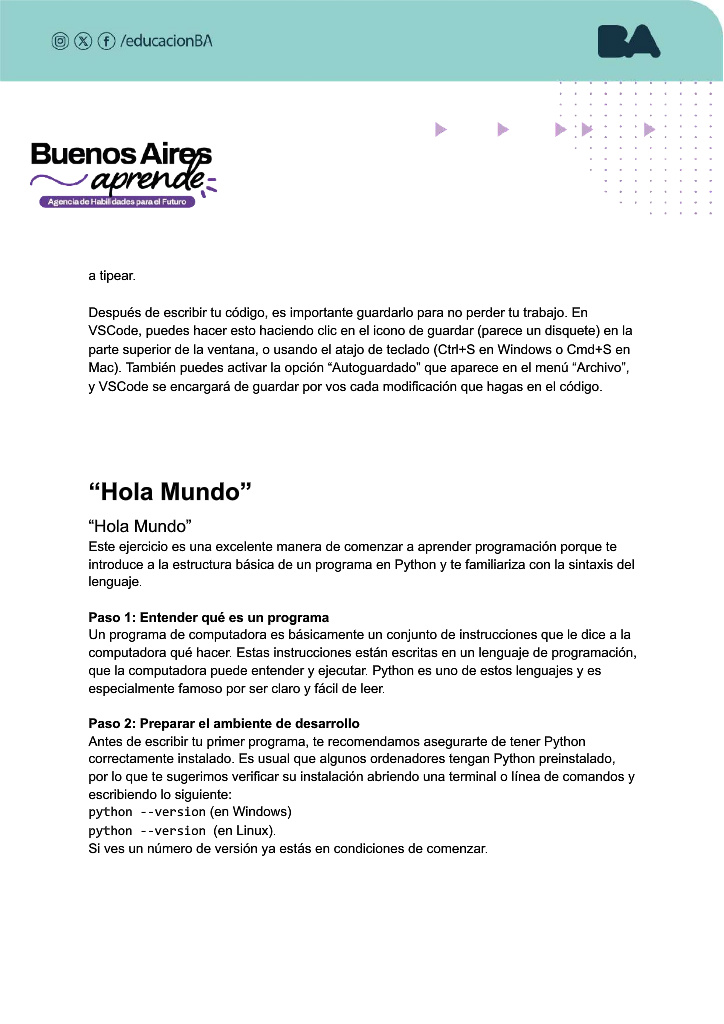 /educacionBA
BA
Buenos Aires
aprende
Agencia de Habilidades para el Futuro
a tipear.
Después de escribir tu código, es importante guardarlo para no perder tu trabajo. En
VSCode, puedes hacer esto haciendo clic en el icono de guardar (parece un disquete) en la
parte superior de la ventana, o usando el atajo de teclado (Ctrl+S en Windows o Cmd+S en
Mac). También puedes activar la opción “Autoguardado” que aparece en el menú “Archivo”,
y VSCode se encargará de guardar por vos cada modificación que hagas en el código.
“Hola Mundo”
“Hola Mundo”
Este ejercicio es una excelente manera de comenzar a aprender programación porque te
introduce a la estructura básica de un programa en Python y te familiariza con la sintaxis del
lenguaje.
Paso 1: Entender qué es un programa
Un programa de computadora es básicamente un conjunto de instrucciones que le dice a la
computadora qué hacer. Estas instrucciones están escritas en un lenguaje de programación,
que la computadora puede entender y ejecutar. Python es uno de estos lenguajes y es
especialmente famoso por ser claro y fácil de leer.
Paso 2: Preparar el ambiente de desarrollo
Antes de escribir tu primer programa, te recomendamos asegurarte de tener Python
correctamente instalado. Es usual que algunos ordenadores tengan Python preinstalado,
por lo que te sugerimos verificar su instalación abriendo una terminal o línea de comandos y
escribiendo lo siguiente:
python --version (en Windows)
python --version (en Linux).
Si ves un número de versión ya estás en condiciones de comenzar.